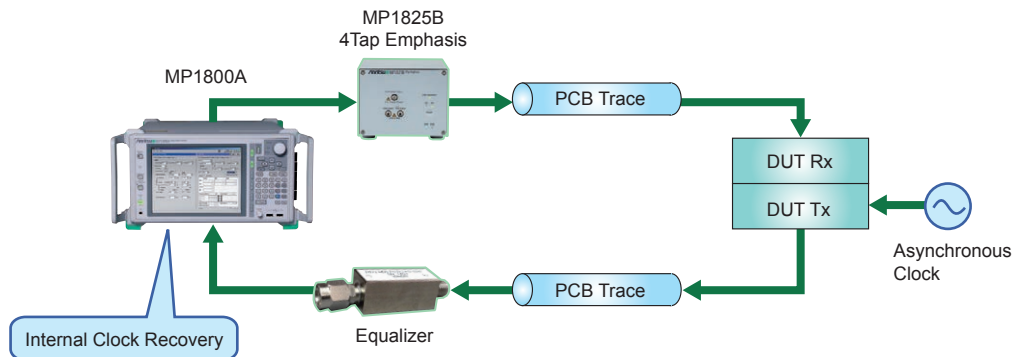 MP1825B
4Tap Emphasis
MP1800A
PCB Trace
DUT Rx
DUT Tx
Asynchronous
Clock
PCB Trace
Equalizer
Internal Clock Recovery